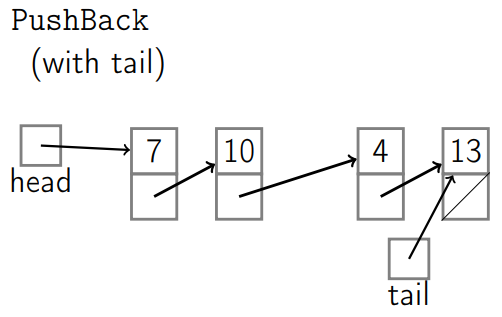 PushBack
(with tail)
7 10 4 13
head
tail